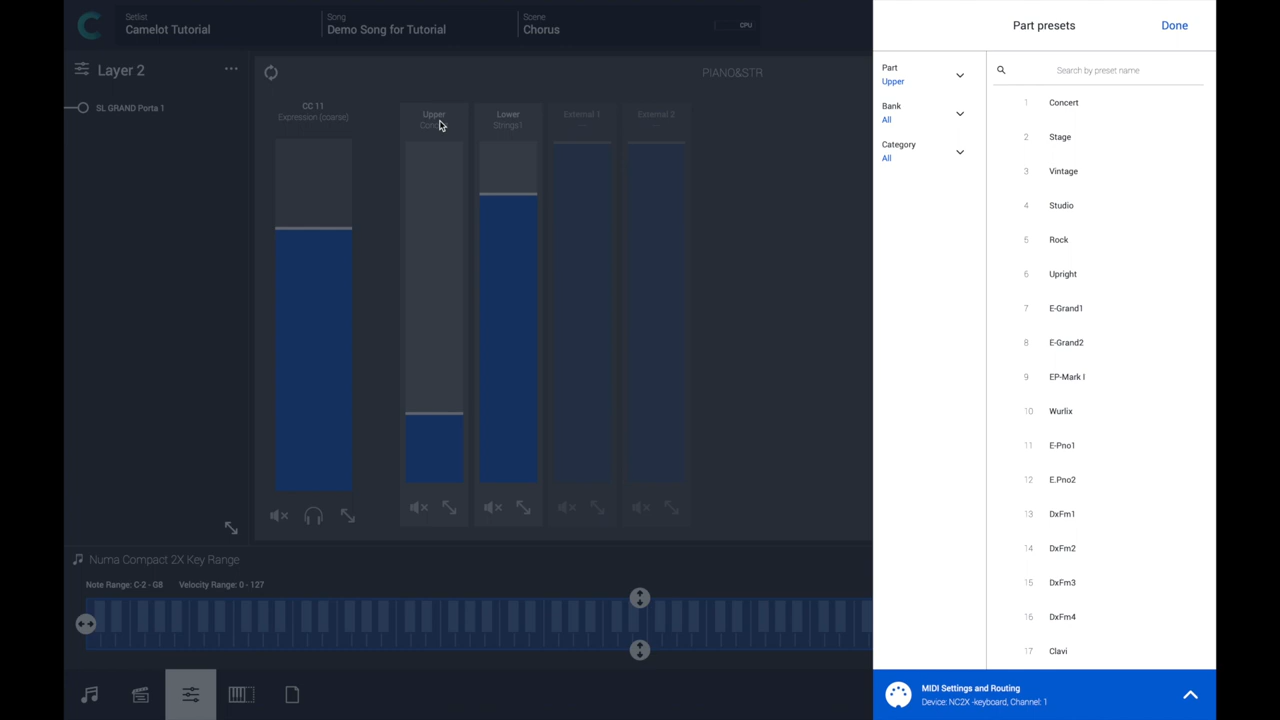 Setlist
Camelot Tutorial
Song
Demo Song for Tutorial
Scene
Chorus
CPU
Layer 2
SL GRAND Porta 1
PIANO&STR
CC 11
Expression (coarse)
Upper
Lower
Strings1
External 1
---
External 2
---
Numa Compact 2X Key Range
Note Range: C-2 - G8 Velocity Range: 0 - 127
Part presets
Done
Part
Upper
Bank
All
Category
All
Search by preset name
1 Concert
2 Stage
3 Vintage
4 Studio
5 Rock
6 Upright
7 E-Grand1
8 E-Grand2
9 EP-Mark I
10 Wurlix
11 E-Pno1
12 E.Pno2
13 DxFm1
14 DxFm2
15 DxFm3
16 DxFm4
17 Clavi
MIDI Settings and Routing
Device: NC2X -keyboard, Channel: 1